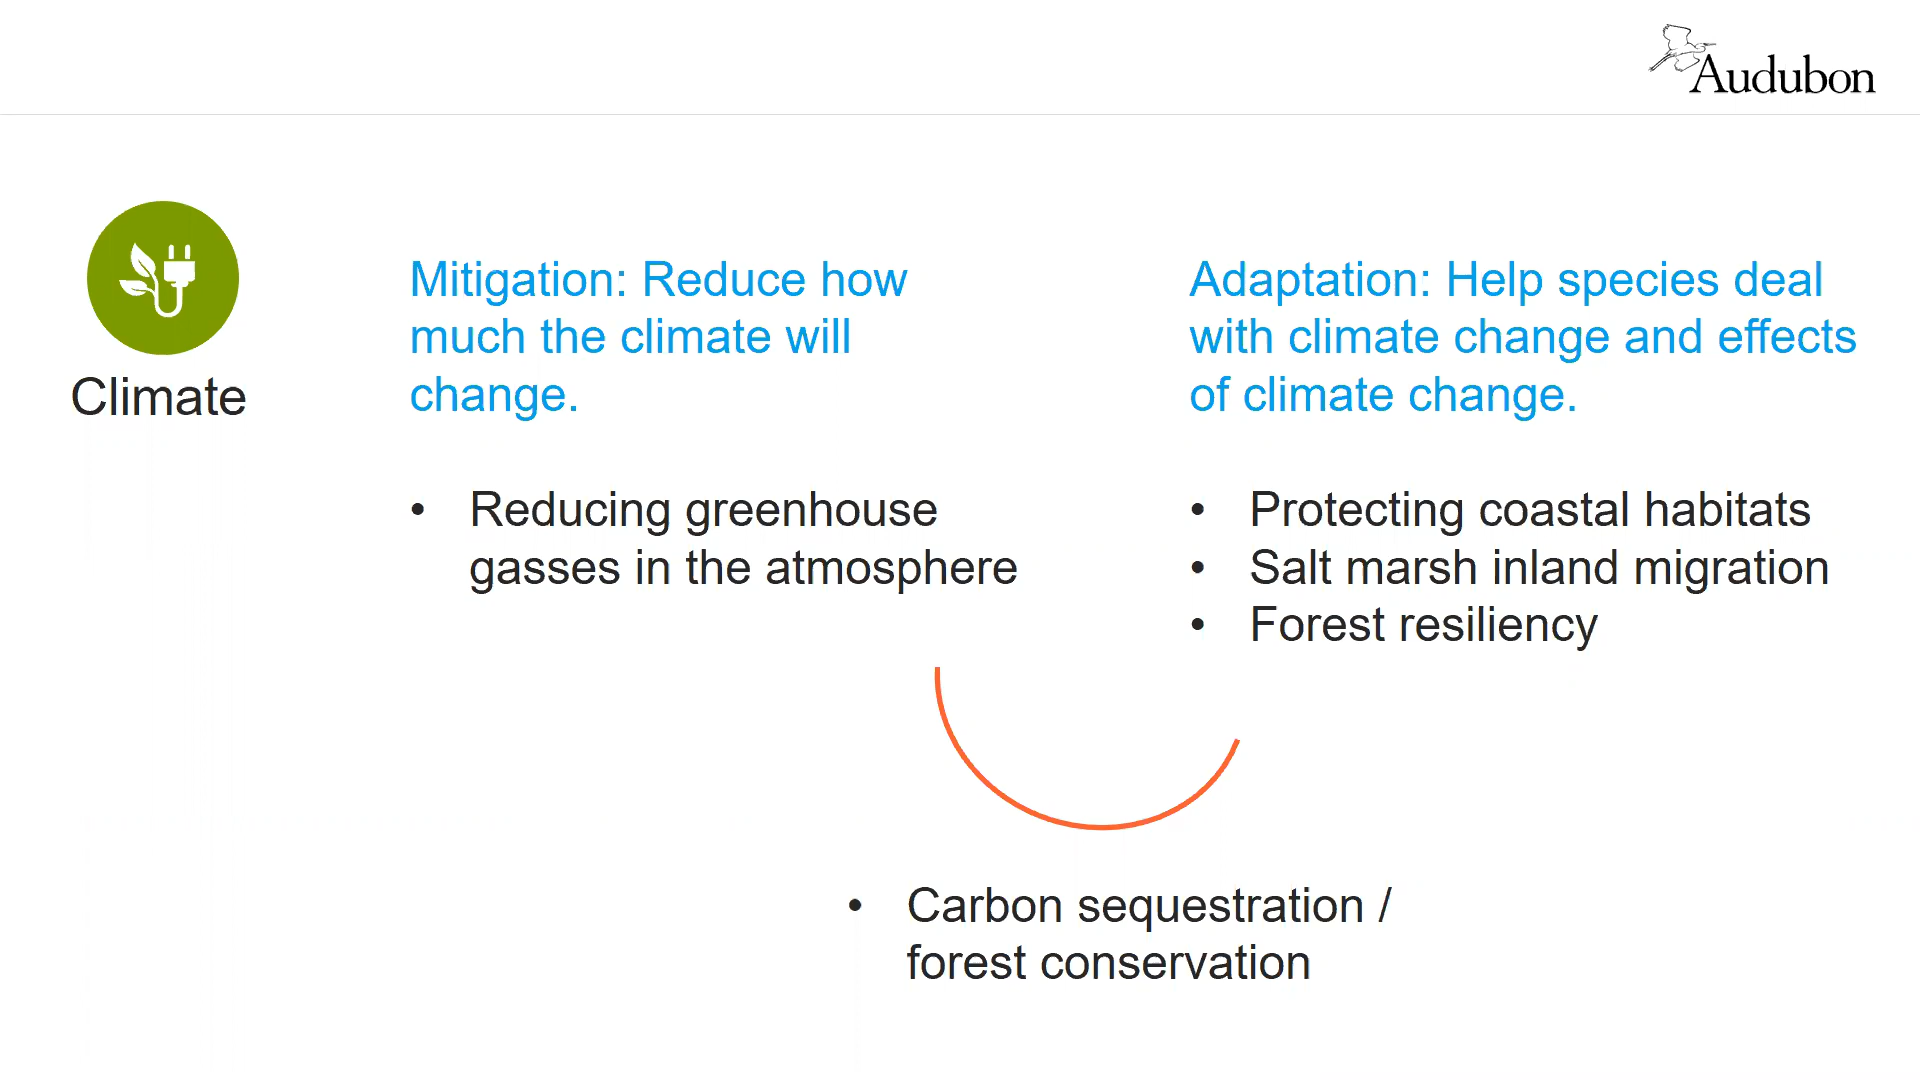 Audubon
Climate
Mitigation: Reduce how
much the climate will
change.
• Reducing greenhouse
gasses in the atmosphere
Adaptation: Help species deal
with climate change and effects
of climate change.
• Protecting coastal habitats
• Salt marsh inland migration
• Forest resiliency
• Carbon sequestration /
forest conservation